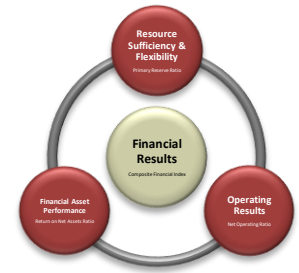 Resource
Sufficiency &
Flexibility
Primary Reserve Ratio
Financial
Results
Composite Financial Index
Financial Asset
Performance
Return on Net Assets Ratio
Operating
Results
Net Operating Ratio